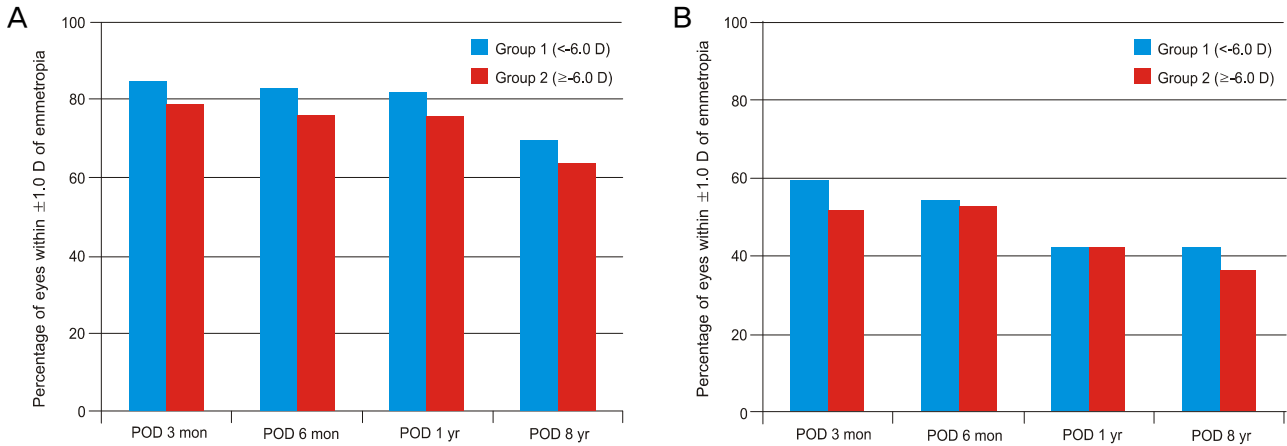 A
Percentage of eyes within ±1.0 D of emmetropia
100
80
60
40
20
0
Group 1 (<-6.0 D)
Group 2 (≥-6.0 D)
POD 3 mon
POD 6 mon
POD 1 yr
POD 8 yr
B
Percentage of eyes within ±1.0 D of emmetropia
100
80
60
40
20
0
Group 1 (<-6.0 D)
Group 2 (≥-6.0 D)
POD 3 mon
POD 6 mon
POD 1 yr
POD 8 yr